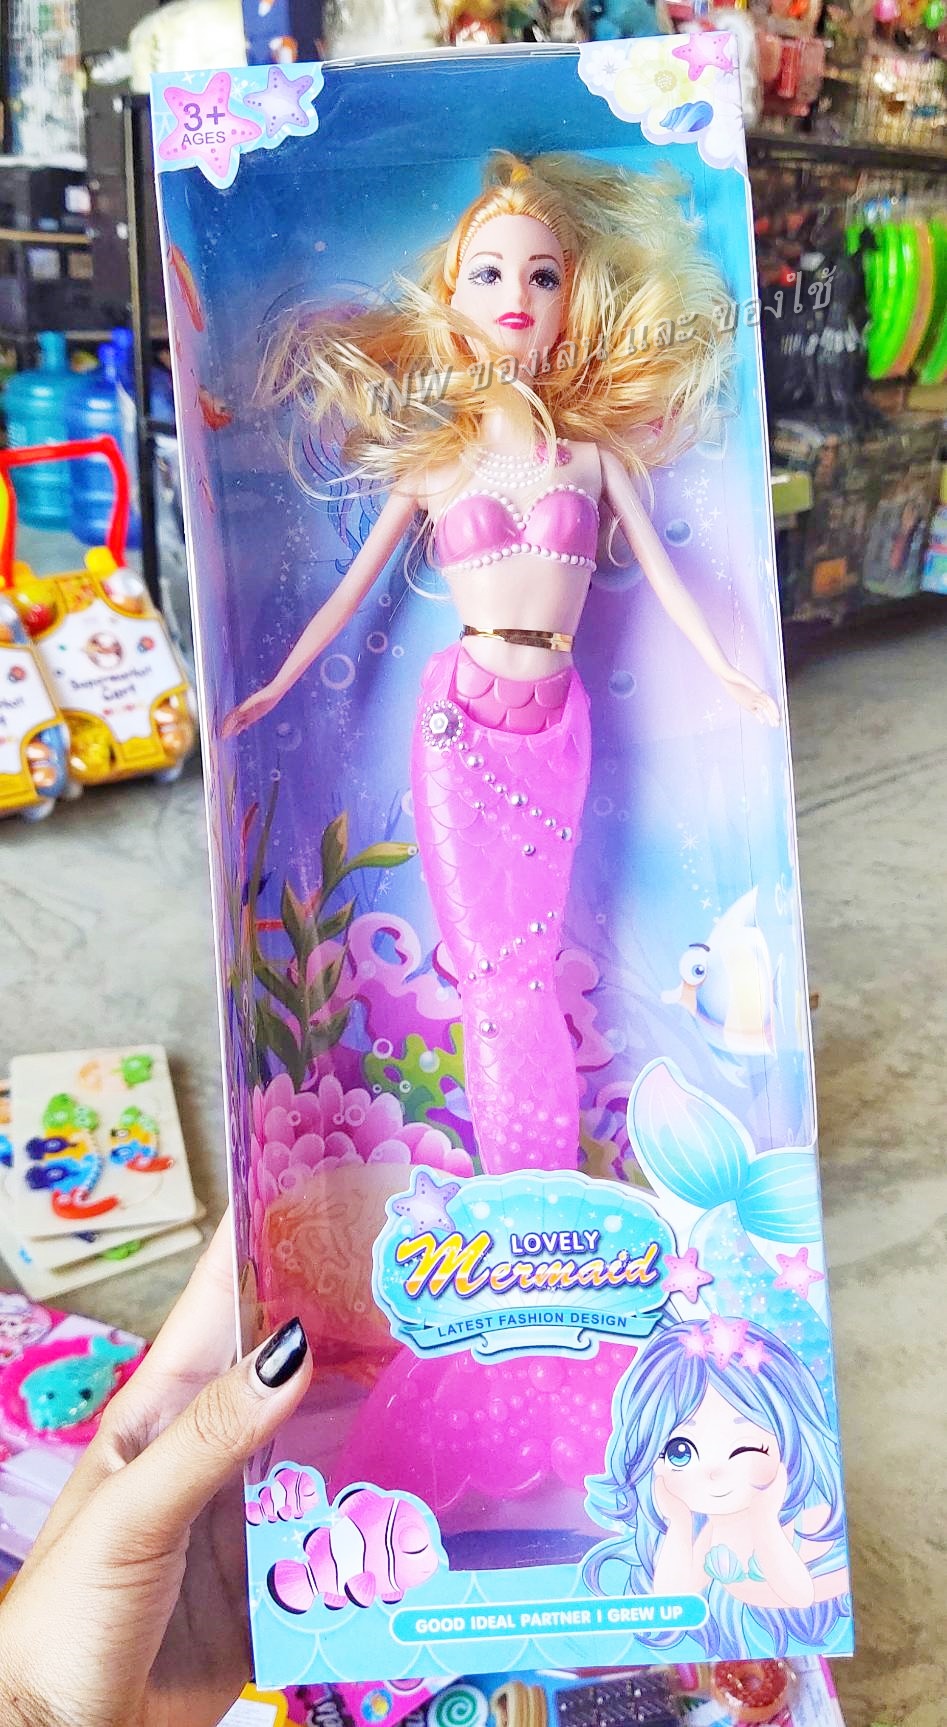 3+
AGES
TNW ของเล่น และ ของใช้
LOVELY
Mermaid
LATEST FASHION DESIGN
GOOD IDEAL PARTNER I GREW UP